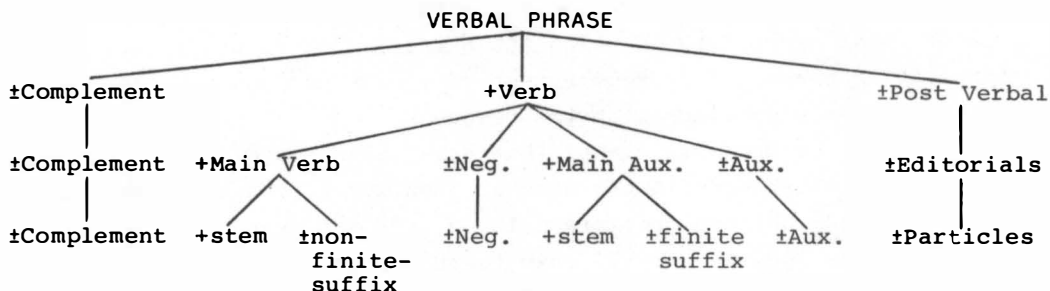 VERBAL PHRASE
±Complement +Verb ±Post Verbal
±Complement +Main Verb ±Neg. +Main Aux. ±Aux. ±Editorials
±Complement +stem ±non- ±Neg. +stem ±finite ±Aux. ±Particles
finite- suffix
suffix